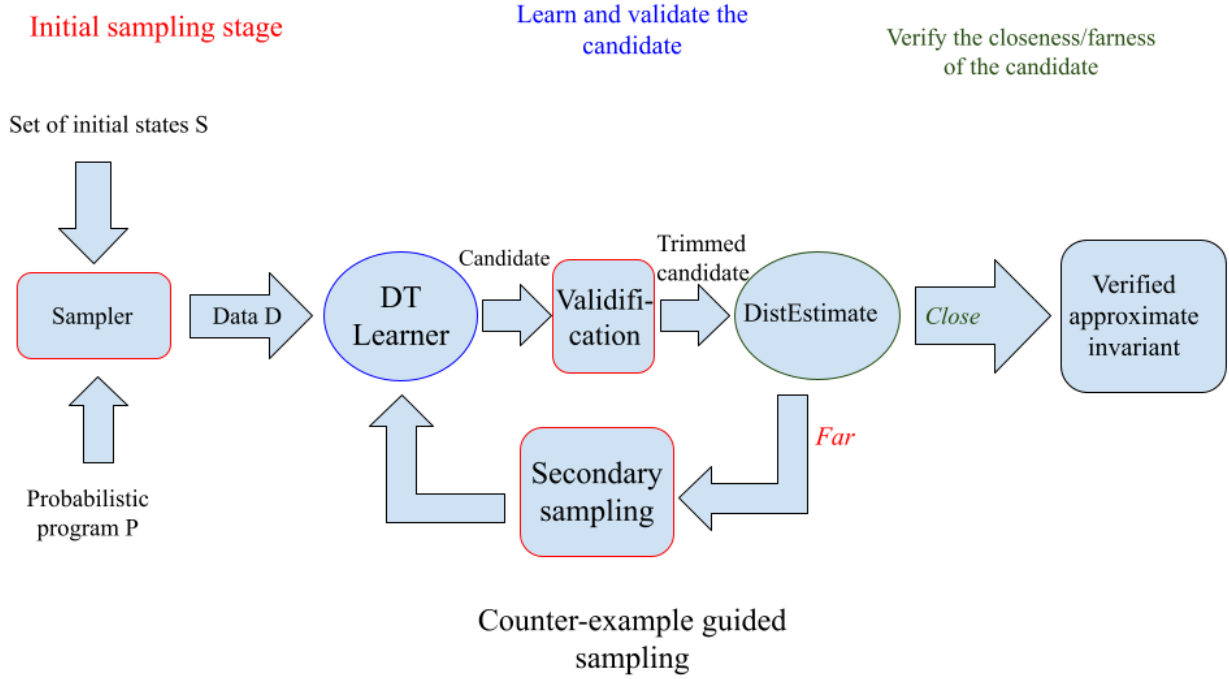 Initial sampling stage
Learn and validate the
candidate
Verify the closeness/farness
of the candidate
Set of initial states S
Sampler
Data D
DT
Learner
Candidate
Validifi-
cation
Trimmed
candidate
DistEstimate
Close
Verified
approximate
invariant
Far
Secondary
sampling
Probabilistic
program P
Counter-example guided
sampling